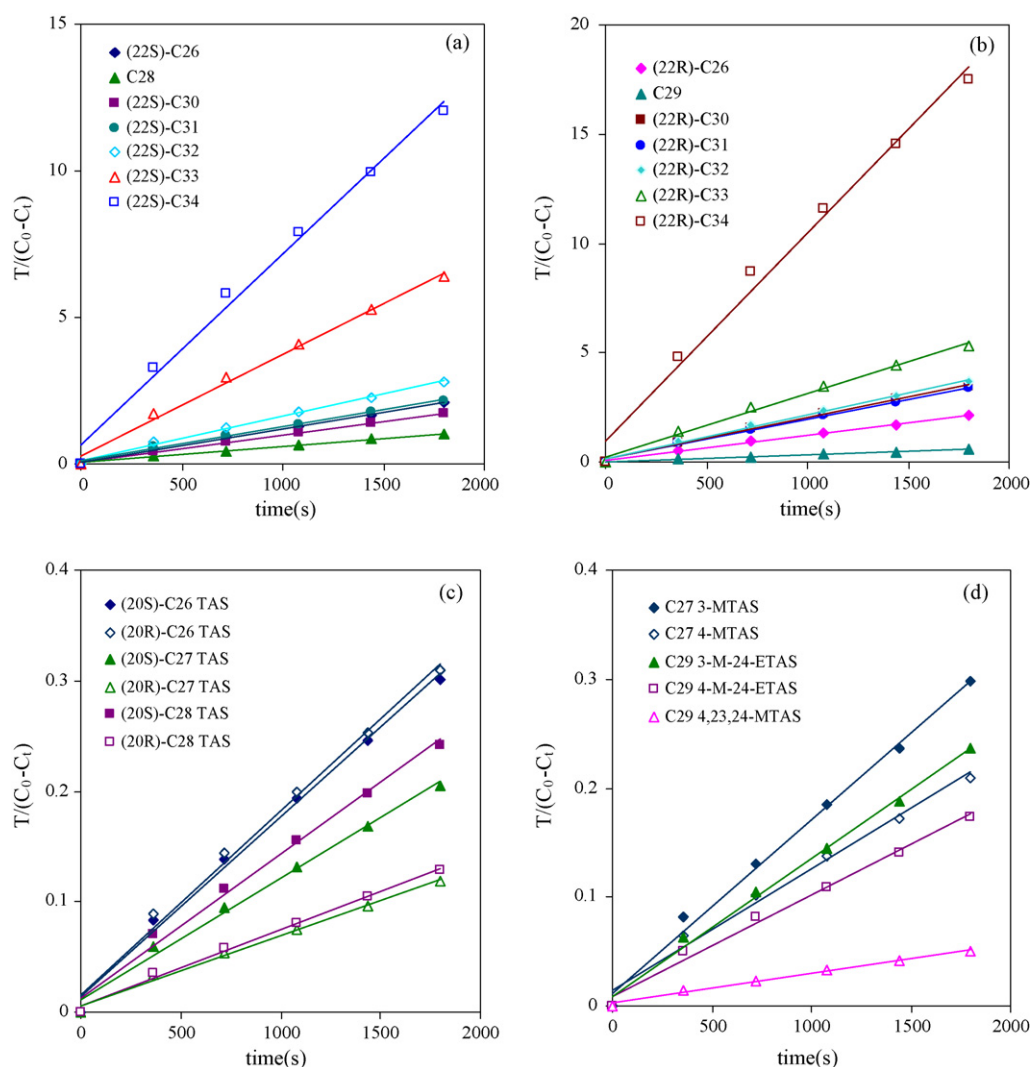 15
10
5
0
T/(C₀-Cₜ)
(a)
(22S)-C26
C28
(22S)-C30
(22S)-C31
(22S)-C32
(22S)-C33
(22S)-C34
0 500 1000 1500 2000
time(s)
20
15
10
5
0
T/(C₀-Cₜ)
(b)
(22R)-C26
C29
(22R)-C30
(22R)-C31
(22R)-C32
(22R)-C33
(22R)-C34
0 500 1000 1500 2000
time(s)
0.4
0.3
0.2
0.1
0
T/(C₀-Cₜ)
(c)
(20S)-C26 TAS
(20R)-C26 TAS
(20S)-C27 TAS
(20R)-C27 TAS
(20S)-C28 TAS
(20R)-C28 TAS
0 500 1000 1500 2000
time(s)
0.4
0.3
0.2
0.1
0
T/(C₀-Cₜ)
(d)
C27 3-MTAS
C27 4-MTAS
C29 3-M-24-ETAS
C29 4-M-24-ETAS
C29 4,23,24-MTAS
0 500 1000 1500 2000
time(s)